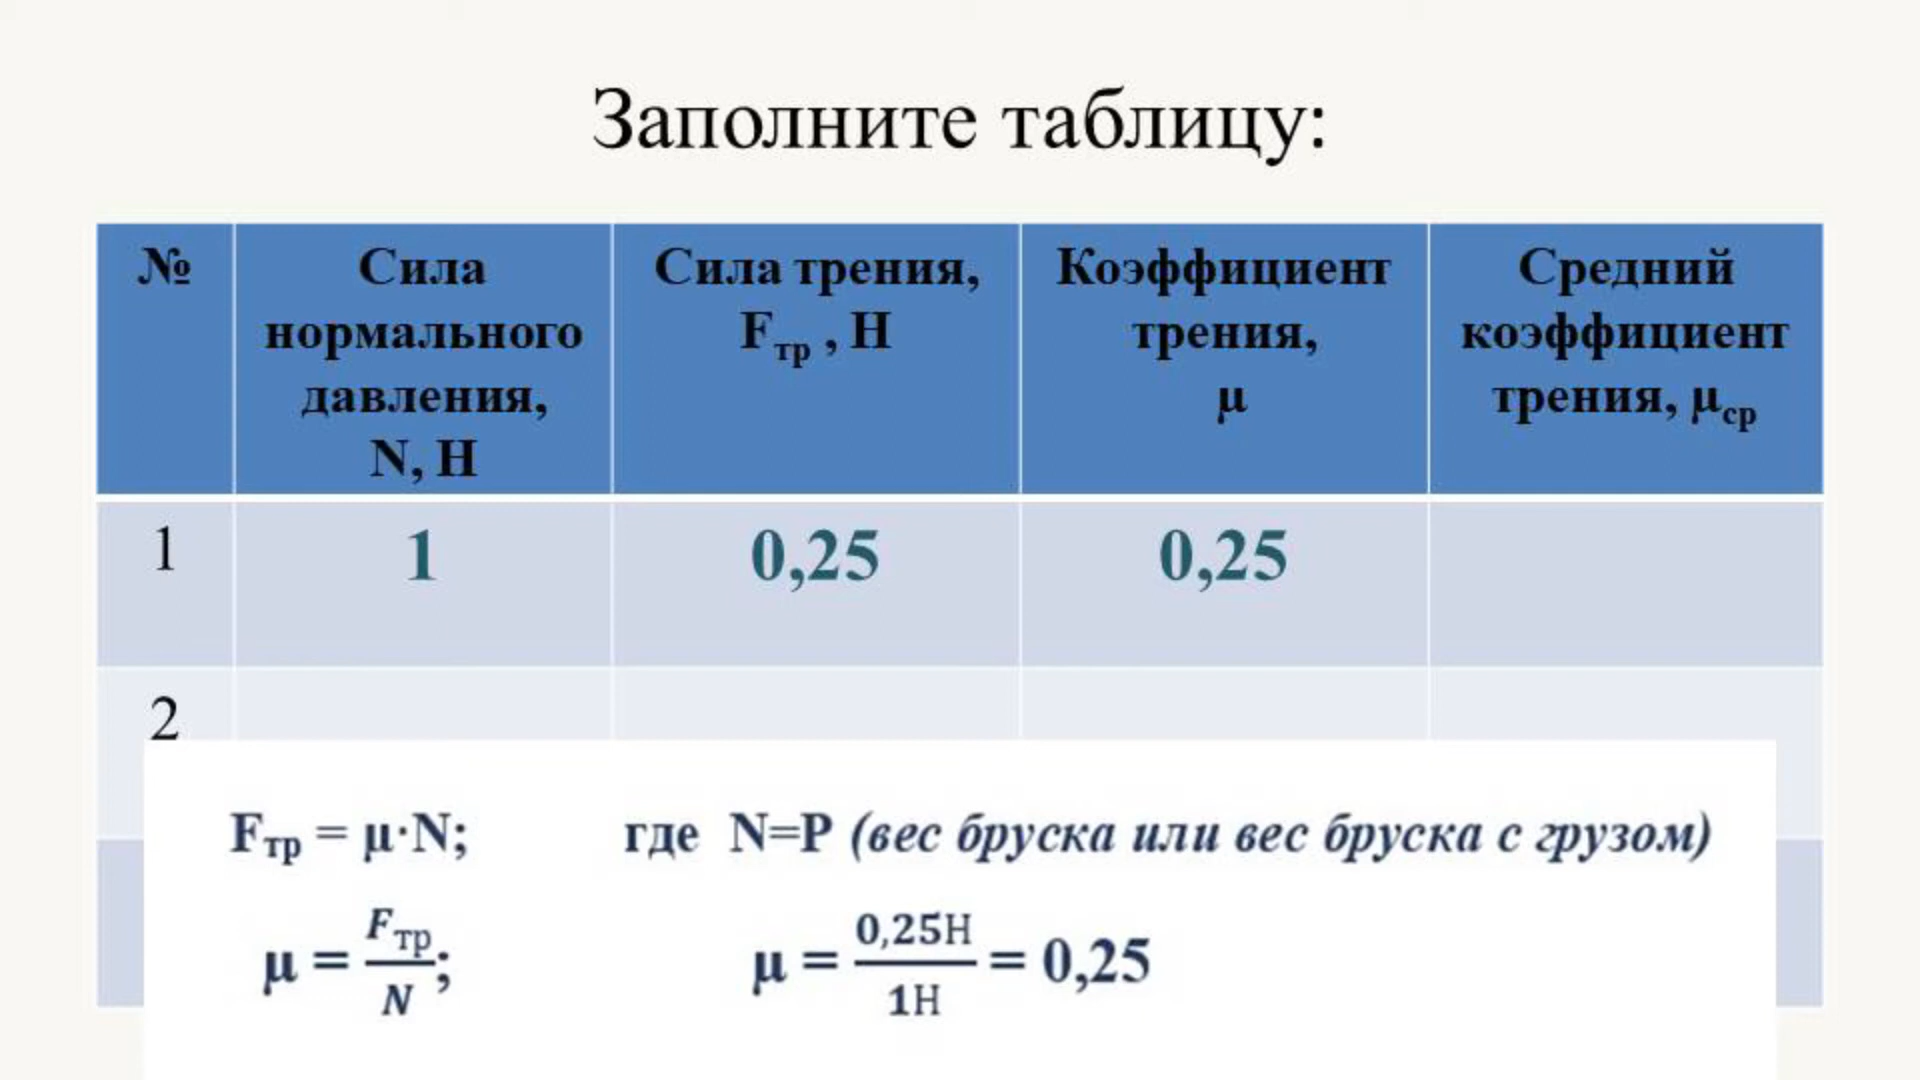 Заполните таблицу:
№
Сила
нормального
давления,
N, Н
Сила трения,
Fтр , Н
Коэффициент
трения,
μ
Средний
коэффициент
трения, μср
1
1
0,25
0,25
2
Fтр = μ·N; где N=P (вес бруска или вес бруска с грузом)
μ = Fтр/N; μ = 0,25Н/1Н = 0,25